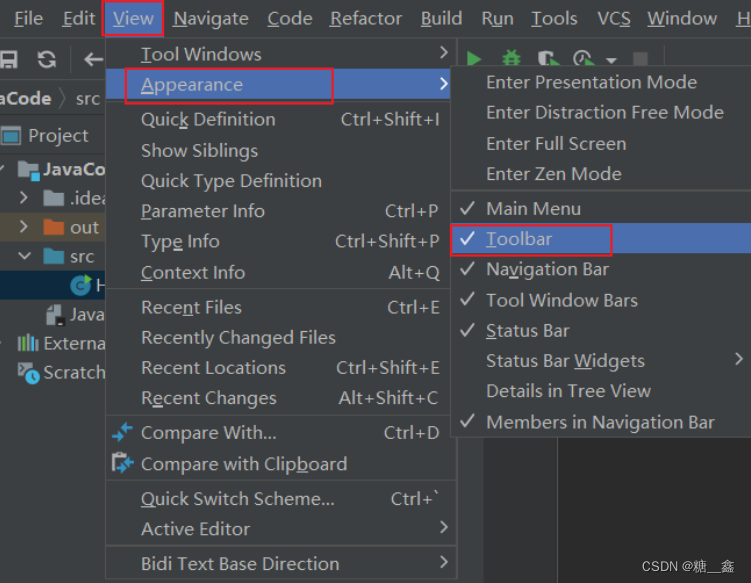 File Edit View Navigate Code Refactor Build Run Tools VCS Window H
aCode src
Project
JavaCo
.idea
out
src
H
Java
Externa
Scratch
Tool Windows
Appearance
Quick Definition Ctrl+Shift+I
Show Siblings
Quick Type Definition
Parameter Info Ctrl+P
Type Info Ctrl+Shift+P
Context Info Alt+Q
Recent Files Ctrl+E
Recently Changed Files
Recent Locations Ctrl+Shift+E
Recent Changes Alt+Shift+C
Compare With... Ctrl+D
Compare with Clipboard
Quick Switch Scheme... Ctrl+`
Active Editor
Bidi Text Base Direction
Enter Presentation Mode
Enter Distraction Free Mode
Enter Full Screen
Enter Zen Mode
Main Menu
Toolbar
Navigation Bar
Tool Window Bars
Status Bar
Status Bar Widgets
Details in Tree View
Members in Navigation Bar
CSDN @糖__鑫